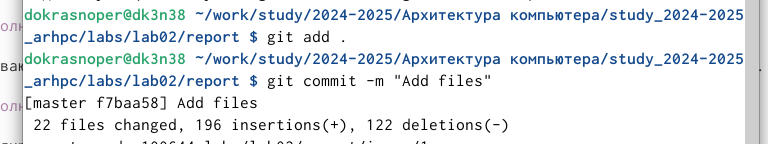 dokrasnoper@dk3n38 ~/work/study/2024-2025/Архитектура компьютера/study_2024-2025
_arhpc/labs/lab02/report $ git add .
dokrasnoper@dk3n38 ~/work/study/2024-2025/Архитектура компьютера/study_2024-2025
_arhpc/labs/lab02/report $ git commit -m "Add files"
[master f7baa58] Add files
22 files changed, 196 insertions(+), 122 deletions(-)